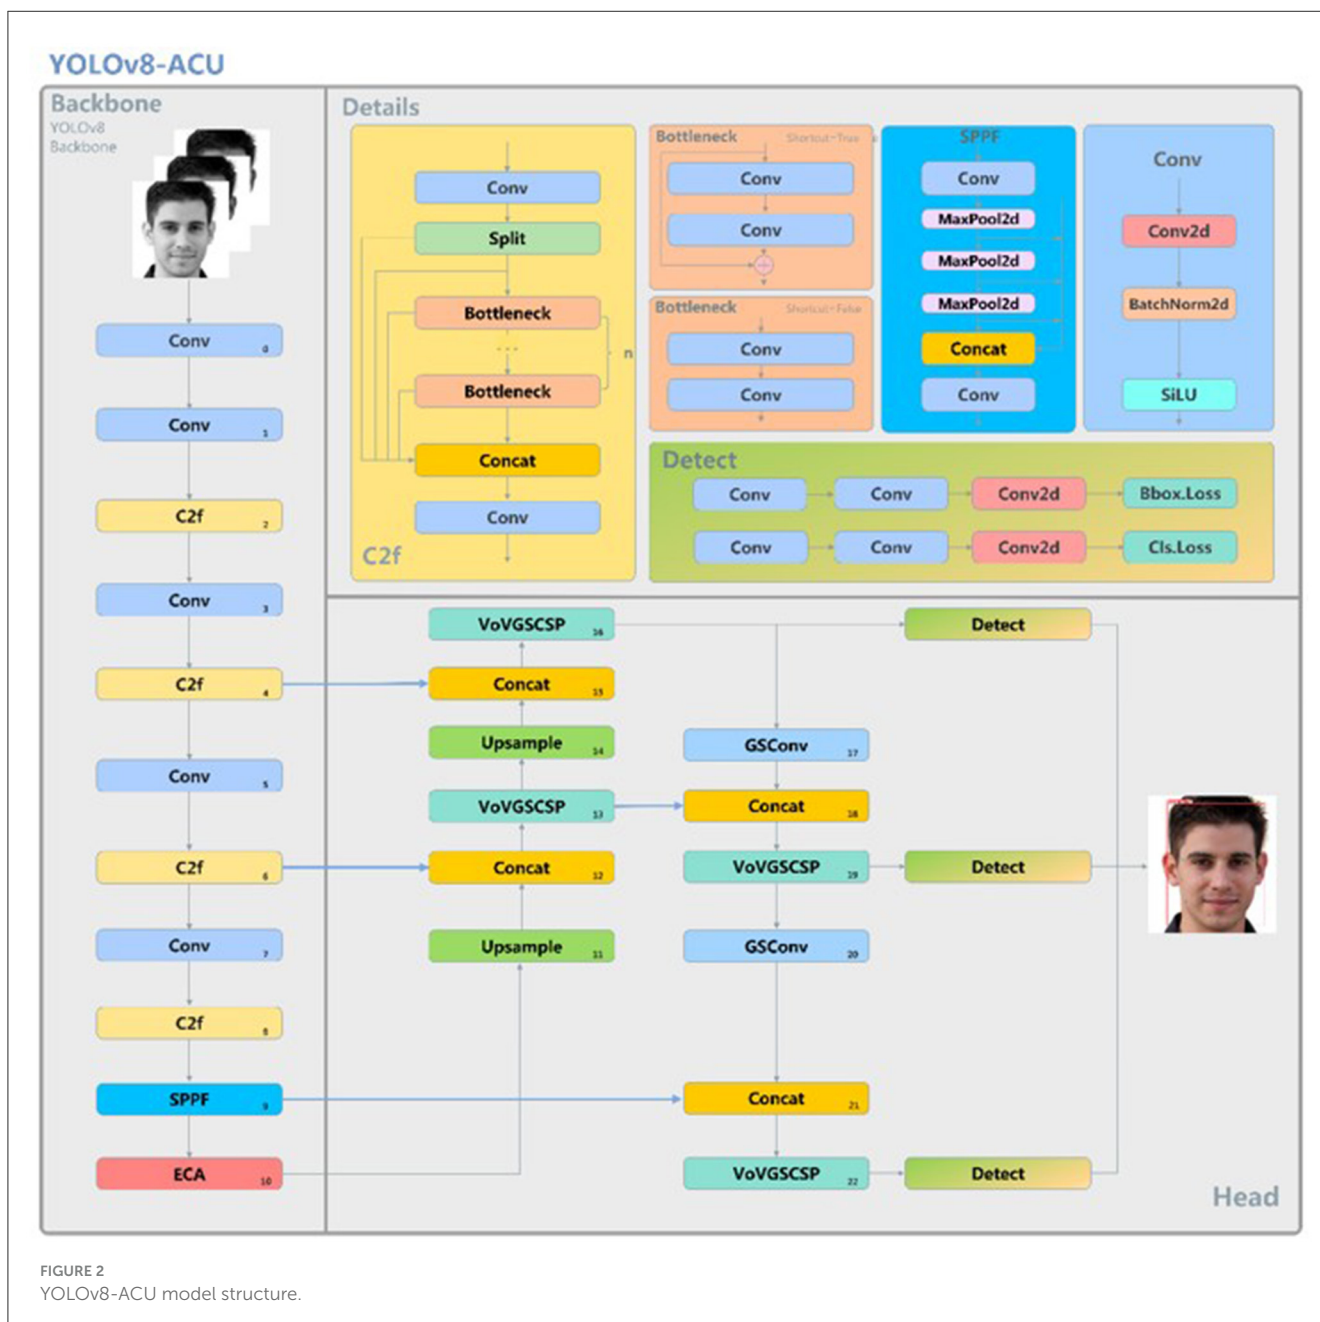 YOLOv8-ACU
Backbone
YOLOv8
Backbone
Conv 0
Conv 1
C2f 2
Conv 3
C2f 4
Conv 5
C2f 6
Conv 7
C2f 8
SPPF 9
ECA 10
Details
Conv
Split
Bottleneck
...
n
Bottleneck
Concat
Conv
C2f
Bottleneck Shortcut=True
Conv
Conv
+
Bottleneck Shortcut=False
Conv
Conv
SPPF
Conv
MaxPool2d
MaxPool2d
MaxPool2d
Concat
Conv
Conv
Conv2d
BatchNorm2d
SiLU
Detect
Conv Conv Conv2d Bbox.Loss
Conv Conv Conv2d Cls.Loss
VoVGSCSP 16
Concat 15
Upsample 14
VoVGSCSP 13
Concat 12
Upsample 11
GSConv 17
Concat 18
VoVGSCSP 19
GSConv 20
Concat 21
VoVGSCSP 22
Detect
Detect
Detect
Head
FIGURE 2
YOLOv8-ACU model structure.